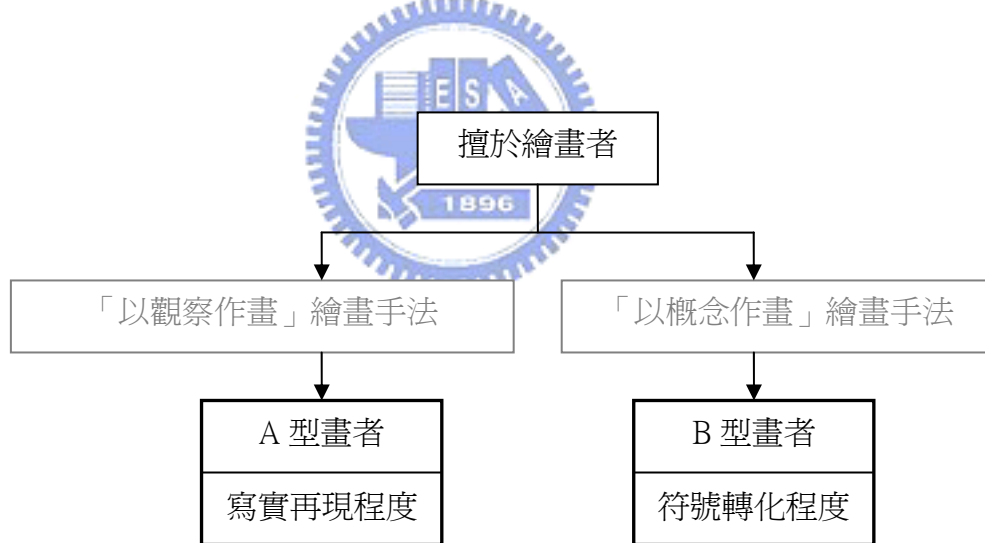 E S A
1896
擅於繪畫者
「以觀察作畫」繪畫手法
「以概念作畫」繪畫手法
A 型畫者
B 型畫者
寫實再現程度
符號轉化程度